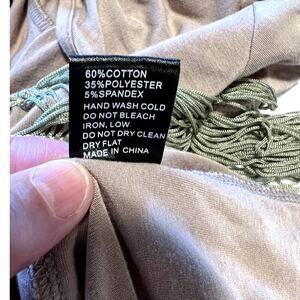 60%COTTON
35%POLYESTER
5%SPANDEX
HAND WASH COLD
DO NOT BLEACH
IRON, LOW
DO NOT DRY CLEAN
DRY FLAT
MADE IN CHINA